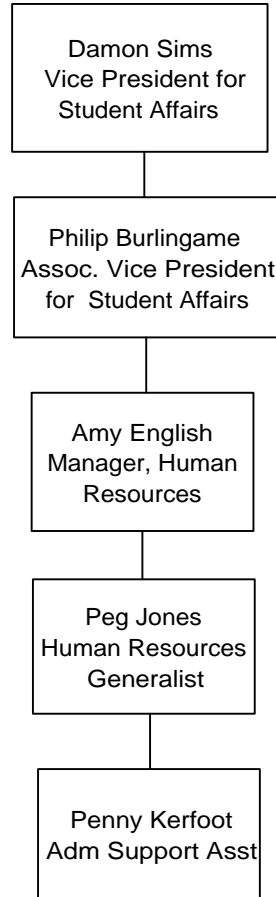 Damon Sims
Vice President for
Student Affairs
Philip Burlingame
Assoc. Vice President
for Student Affairs
Amy English
Manager, Human
Resources
Peg Jones
Human Resources
Generalist
Penny Kerfoot
Adm Support Asst